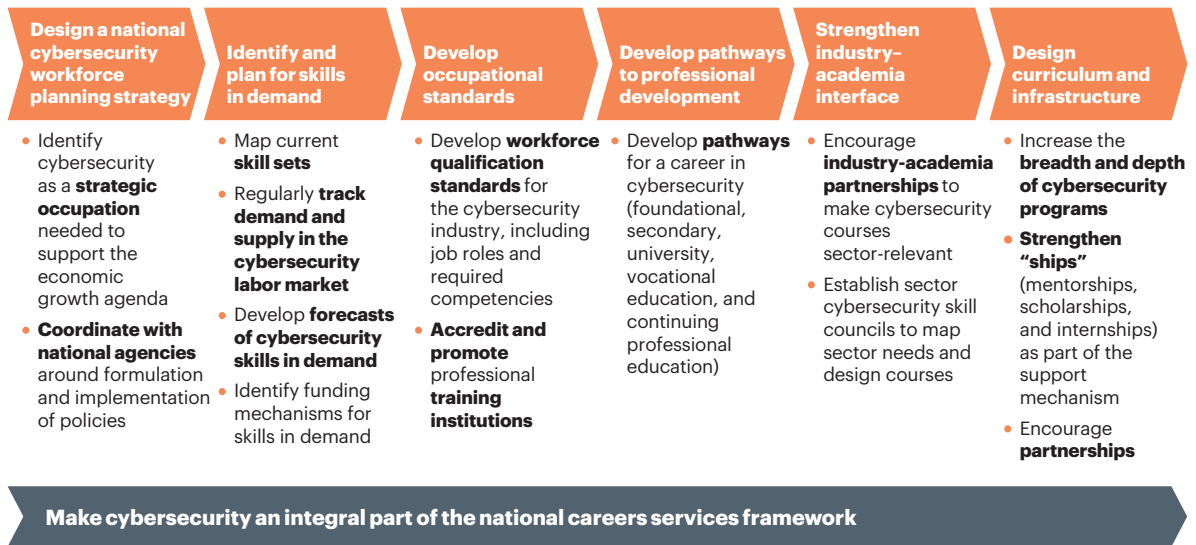 Design a national
cybersecurity
workforce
planning strategy
Identify
cybersecurity
as a strategic
occupation
needed to
support the
economic
growth agenda
Coordinate with
national agencies
around formulation
and implementation
of policies
Identify and
plan for skills
in demand
Map current
skill sets
Regularly track
demand and
supply in the
cybersecurity
labor market
Develop forecasts
of cybersecurity
skills in demand
Identify funding
mechanisms for
skills in demand
Develop
occupational
standards
Develop workforce
qualification
standards for
the cybersecurity
industry, including
job roles and
required
competencies
Accredit and
promote
professional
training
institutions
Develop pathways
to professional
development
Develop pathways
for a career in
cybersecurity
(foundational,
secondary,
university,
vocational
education, and
continuing
professional
education)
Strengthen
industry–
academia
interface
Encourage
industry-academia
partnerships to
make cybersecurity
courses
sector-relevant
Establish sector
cybersecurity skill
councils to map
sector needs and
design courses
Design
curriculum and
infrastructure
Increase the
breadth and depth
of cybersecurity
programs
Strengthen
“ships”
(mentorships,
scholarships,
and internships)
as part of the
support
mechanism
Encourage
partnerships
Make cybersecurity an integral part of the national careers services framework